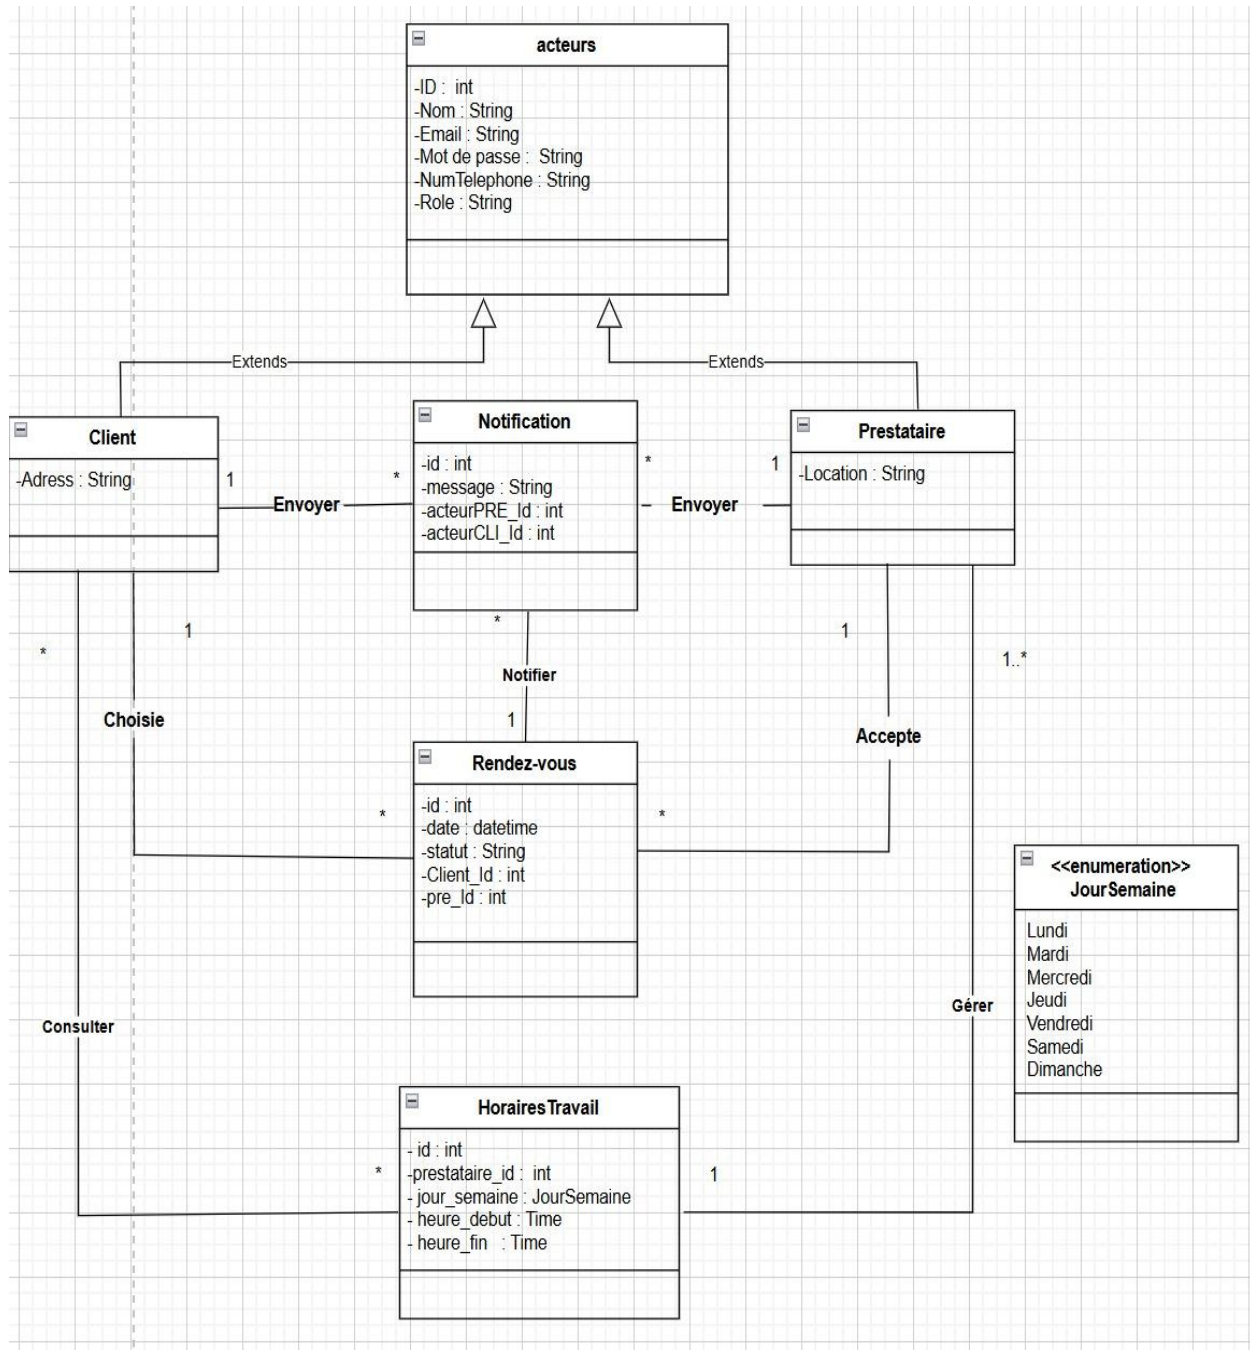 acteurs
-ID : int
-Nom : String
-Email : String
-Mot de passe : String
-NumTelephone : String
-Role : String
Extends
Extends
Client
-Adress : String
1
*
Envoyer
Notification
-id : int
-message : String
-acteurPRE_Id : int
-acteurCLI_Id : int
*
1
Envoyer
Prestataire
-Location : String
*
1
*
1
1..*
Notifier
1
Choisie
Accepte
Rendez-vous
-id : int
-date : datetime
-statut : String
-Client_Id : int
-pre_Id : int
*
*
<<enumeration>>
JourSemaine
Lundi
Mardi
Mercredi
Jeudi
Vendredi
Samedi
Dimanche
Consulter
Gérer
HorairesTravail
- id : int
-prestataire_id : int
- jour_semaine : JourSemaine
- heure_debut : Time
- heure_fin : Time
*
1